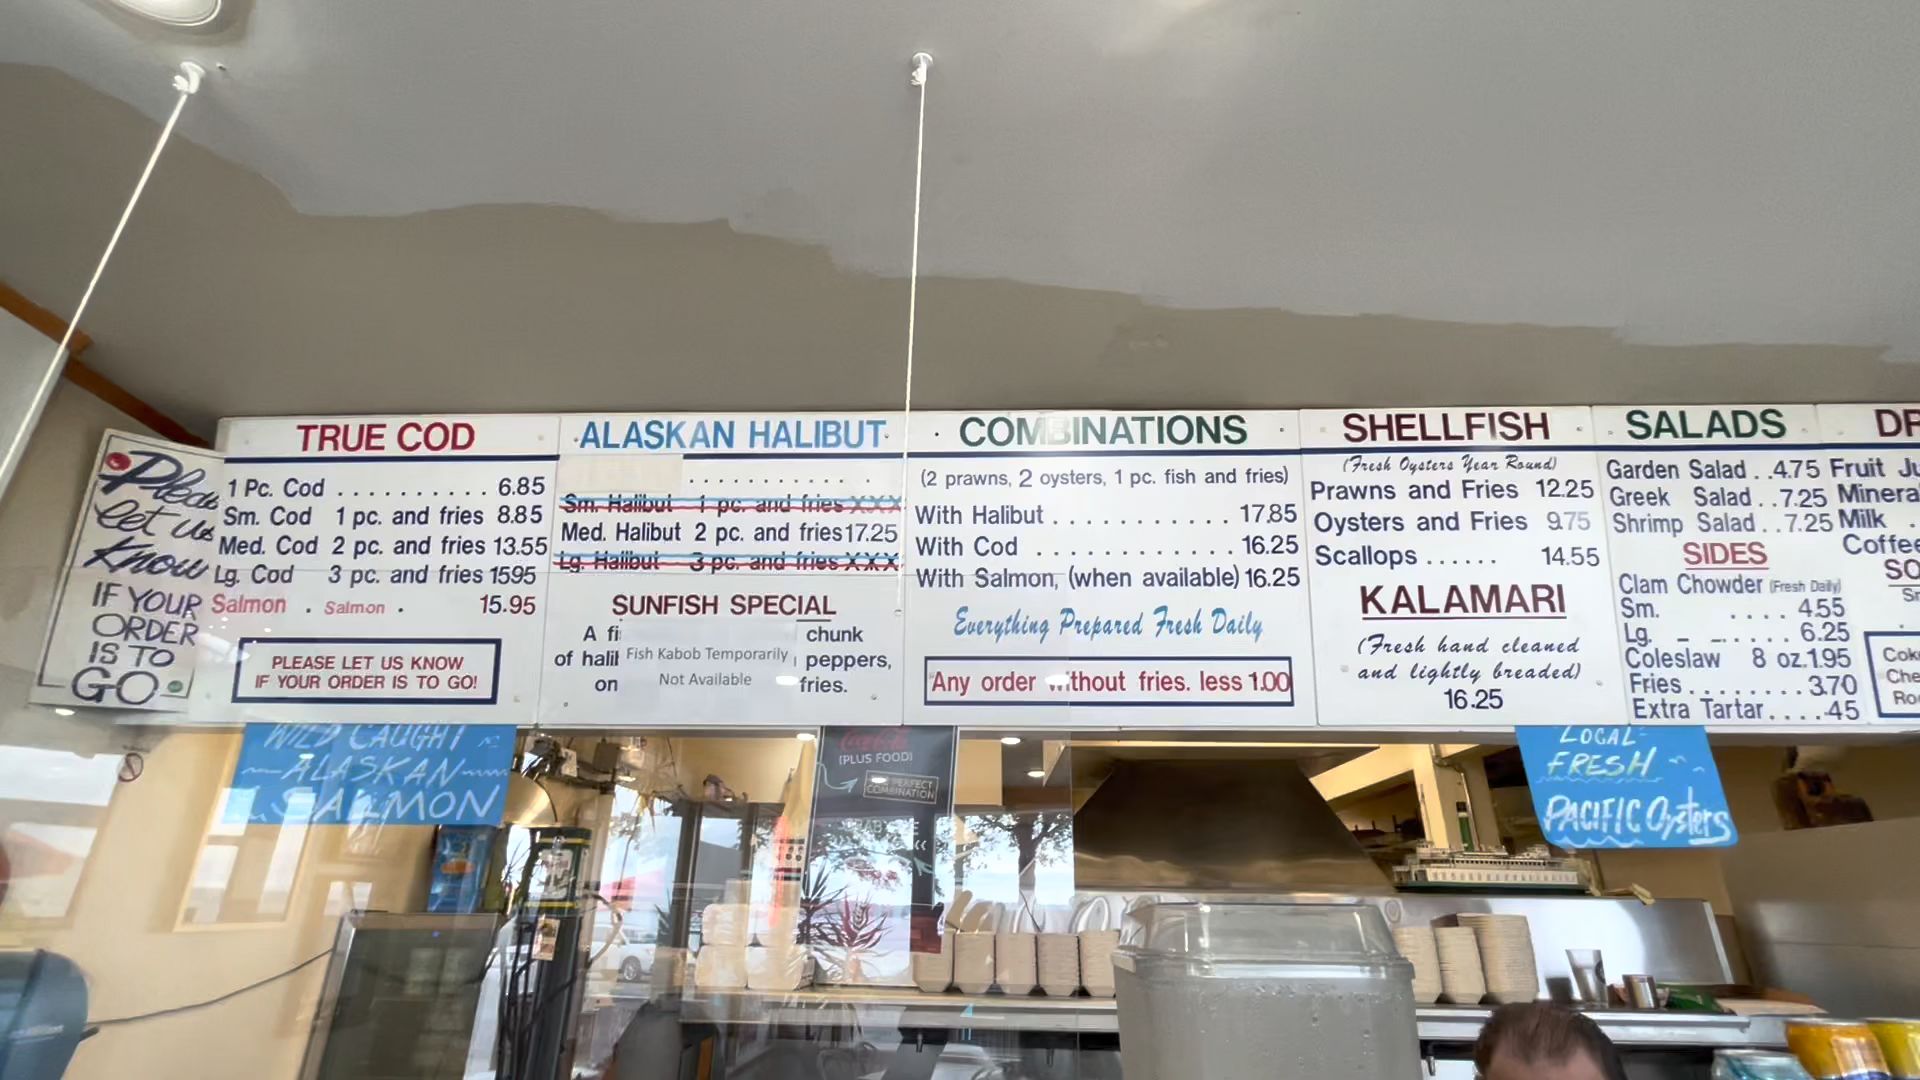 Please
let us
know
IF YOUR
ORDER
IS TO
GO
TRUE COD
1 Pc. Cod .......... 6.85
Sm. Cod 1 pc. and fries 8.85
Med. Cod 2 pc. and fries 13.55
Lg. Cod 3 pc. and fries 1595
Salmon . Salmon . 15.95
PLEASE LET US KNOW
IF YOUR ORDER IS TO GO!
ALASKAN HALIBUT
Sm. Halibut 1 pc. and fries XXX
Med. Halibut 2 pc. and fries 17.25
Lg. Halibut 3 pc. and fries XXX
SUNFISH SPECIAL
A chunk
of peppers,
on fries.
Fish Kabob Temporarily
Not Available
COMBINATIONS
(2 prawns, 2 oysters, 1 pc. fish and fries)
With Halibut ........... 17.85
With Cod ............ 16.25
With Salmon, (when available) 16.25
Everything Prepared Fresh Daily
Any order without fries. less 1.00
SHELLFISH
(Fresh Oysters Year Round)
Prawns and Fries 12.25
Oysters and Fries 9.75
Scallops ...... 14.55
KALAMARI
(Fresh hand cleaned
and lightly breaded)
16.25
SALADS
Garden Salad ..4.75
Greek Salad ..7.25
Shrimp Salad ..7.25
SIDES
Clam Chowder (Fresh Daily)
Sm. .... 4.55
Lg. 6.25
Coleslaw 8 oz.1.95
Fries ........ 3.70
Extra Tartar .... .45
Fruit
Milk
WILD CAUGHT
ALASKAN
SALMON
Coca-Cola
(PLUS FOOD)
PERFECT
COMBINATION
LOCAL-
FRESH
PACIFIC OysteRs